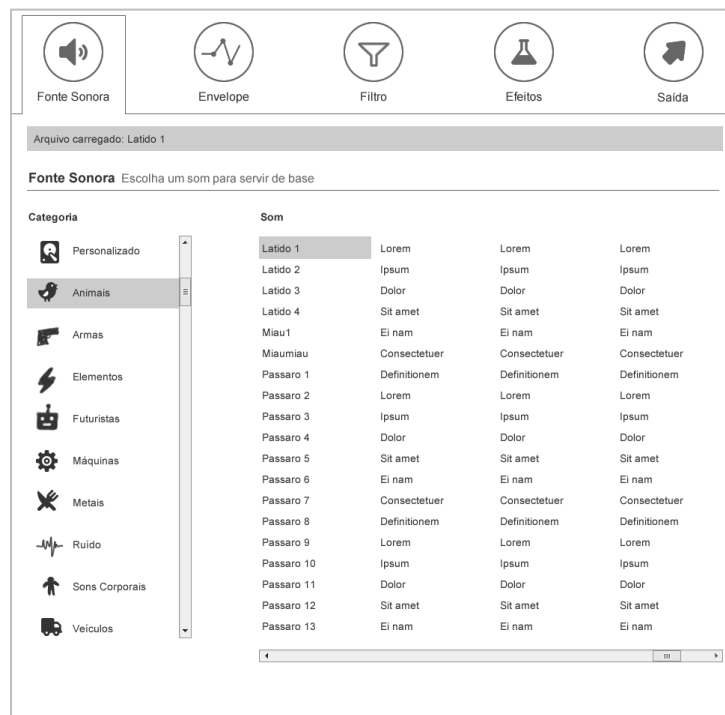 Fonte Sonora Envelope Filtro Efeitos Saída
Arquivo carregado: Latido 1
Fonte Sonora Escolha um som para servir de base
Categoria Som
Personalizado
Animais
Armas
Elementos
Futuristas
Máquinas
Metais
Ruído
Sons Corporais
Veículos
Latido 1 Lorem Lorem Lorem
Latido 2 Ipsum Ipsum Ipsum
Latido 3 Dolor Dolor Dolor
Latido 4 Sit amet Sit amet Sit amet
Miau1 Ei nam Ei nam Ei nam
Miaumiau Consectetuer Consectetuer Consectetuer
Passaro 1 Definitionem Definitionem Definitionem
Passaro 2 Lorem Lorem Lorem
Passaro 3 Ipsum Ipsum Ipsum
Passaro 4 Dolor Dolor Dolor
Passaro 5 Sit amet Sit amet Sit amet
Passaro 6 Ei nam Ei nam Ei nam
Passaro 7 Consectetuer Consectetuer Consectetuer
Passaro 8 Definitionem Definitionem Definitionem
Passaro 9 Lorem Lorem Lorem
Passaro 10 Ipsum Ipsum Ipsum
Passaro 11 Dolor Dolor Dolor
Passaro 12 Sit amet Sit amet Sit amet
Passaro 13 Ei nam Ei nam Ei nam